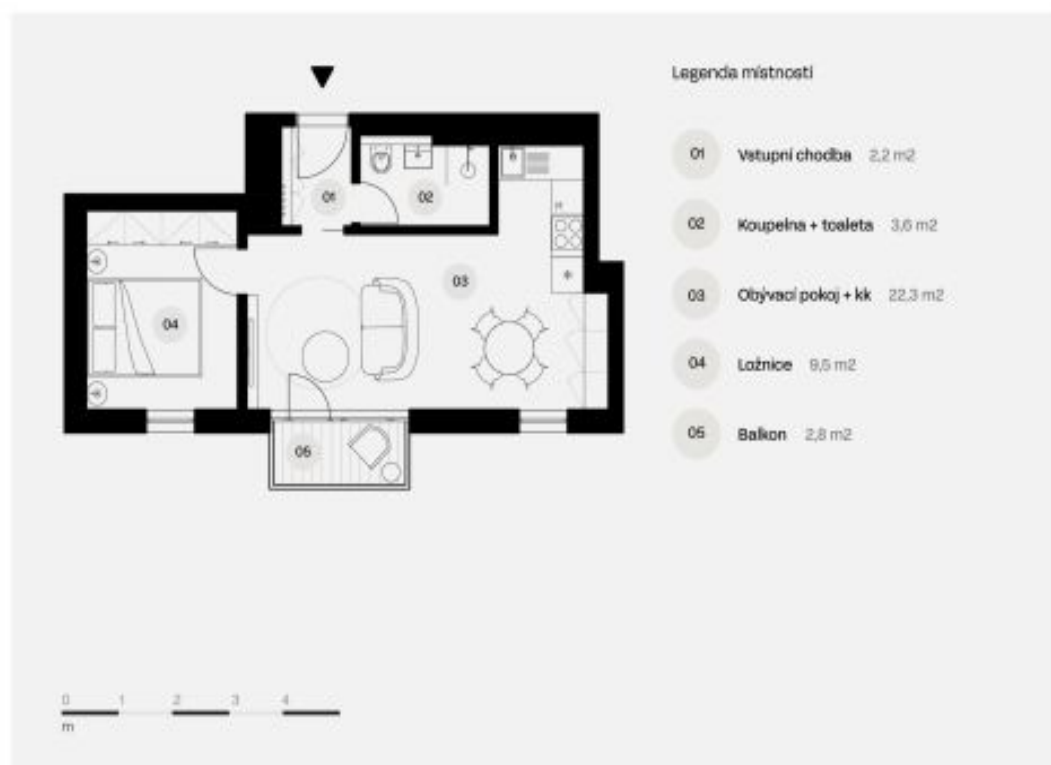 Legenda místností
01 Vstupní chodba 2,2 m2
02 Koupelna + toaleta 3,6 m2
03 Obývací pokoj + kk 22,3 m2
04 Ložnice 9,5 m2
05 Balkon 2,8 m2
01
02
03
04
05
0 1 2 3 4
m